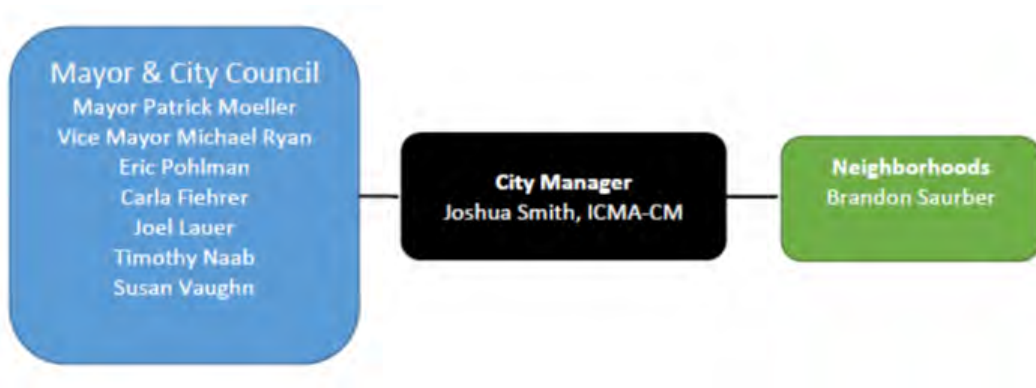 Mayor & City Council
Mayor Patrick Moeller
Vice Mayor Michael Ryan
Eric Pohlman
Carla Fiehrer
Joel Lauer
Timothy Naab
Susan Vaughn
City Manager
Joshua Smith, ICMA-CM
Neighborhoods
Brandon Saurber